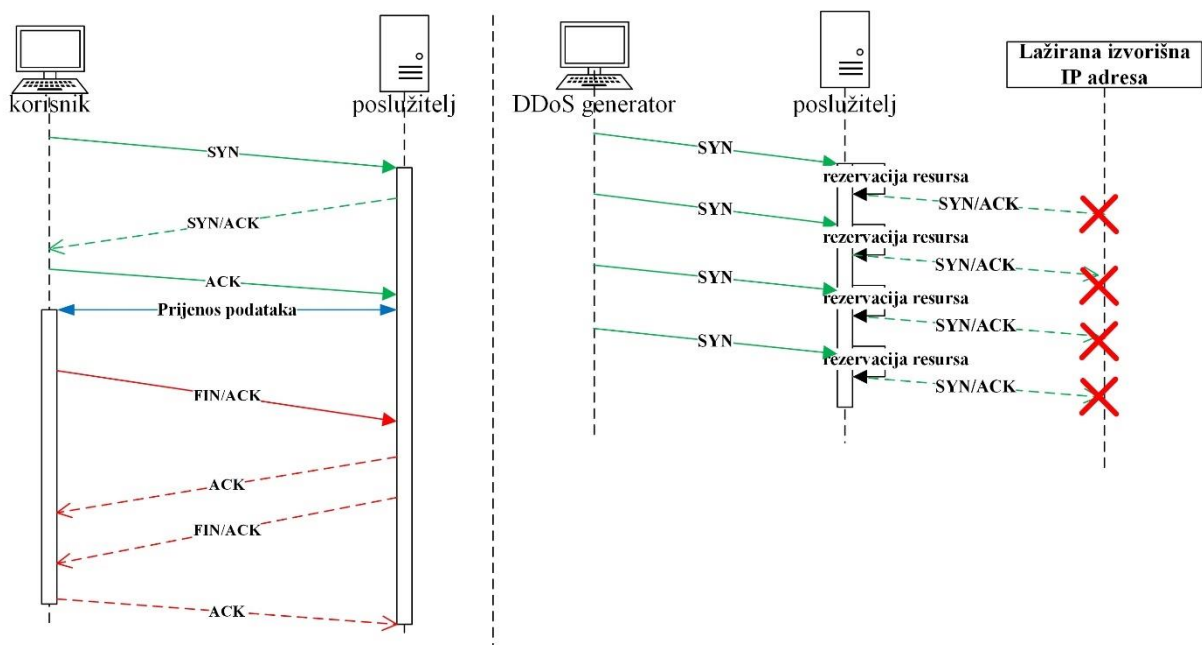 korisnik
poslužitelj
SYN
SYN/ACK
ACK
Prijenos podataka
FIN/ACK
ACK
FIN/ACK
ACK
DDoS generator
poslužitelj
Lažirana izvorišna
IP adresa
SYN
rezervacija resursa
SYN/ACK
SYN
rezervacija resursa
SYN/ACK
SYN
rezervacija resursa
SYN/ACK
SYN
rezervacija resursa
SYN/ACK